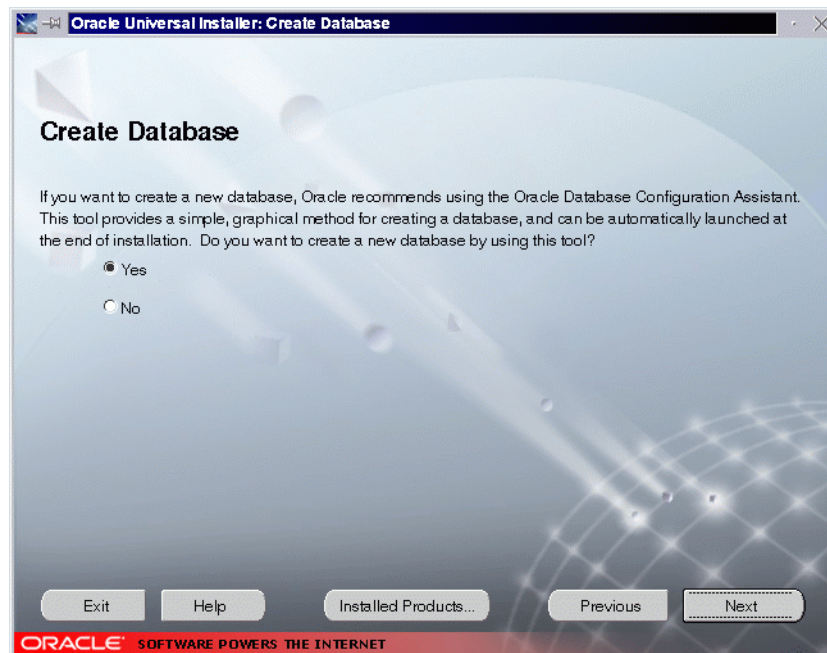 Oracle Universal Installer: Create Database
Create Database
If you want to create a new database, Oracle recommends using the Oracle Database Configuration Assistant.
This tool provides a simple, graphical method for creating a database, and can be automatically launched at
the end of installation. Do you want to create a new database by using this tool?
Yes
No
Exit
Help
Installed Products...
Previous
Next
ORACLE® SOFTWARE POWERS THE INTERNET